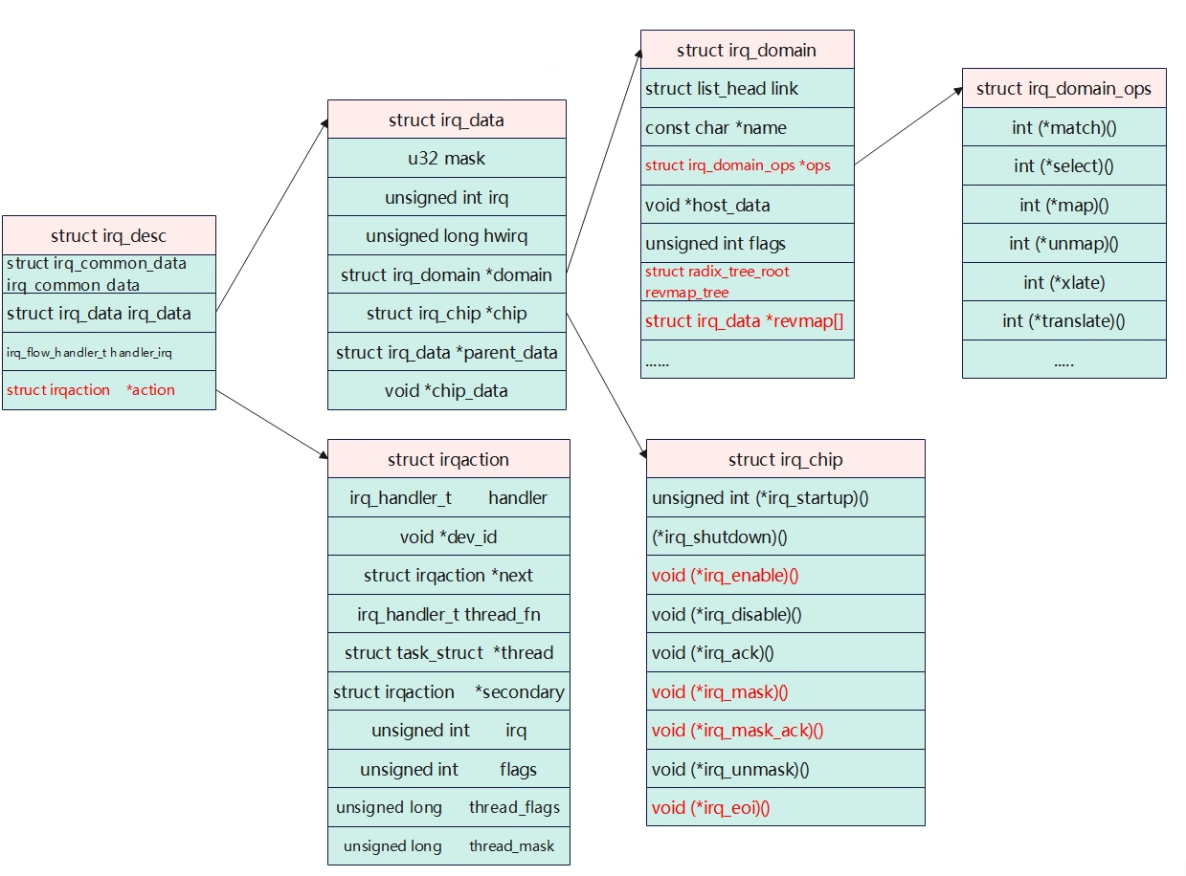 struct irq_desc
struct irq_common_data
irq_common_data
struct irq_data irq_data
irq_flow_handler_t handler_irq
struct irqaction *action
struct irq_data
u32 mask
unsigned int irq
unsigned long hwirq
struct irq_domain *domain
struct irq_chip *chip
struct irq_data *parent_data
void *chip_data
struct irqaction
irq_handler_t handler
void *dev_id
struct irqaction *next
irq_handler_t thread_fn
struct task_struct *thread
struct irqaction *secondary
unsigned int irq
unsigned int flags
unsigned long thread_flags
unsigned long thread_mask
struct irq_domain
struct list_head link
const char *name
struct irq_domain_ops *ops
void *host_data
unsigned int flags
struct radix_tree_root
revmap_tree
struct irq_data *revmap[]
......
struct irq_chip
unsigned int (*irq_startup)()
(*irq_shutdown)()
void (*irq_enable)()
void (*irq_disable)()
void (*irq_ack)()
void (*irq_mask)()
void (*irq_mask_ack)()
void (*irq_unmask)()
void (*irq_eoi)()
struct irq_domain_ops
int (*match)()
int (*select)()
int (*map)()
int (*unmap)()
int (*xlate)
int (*translate)()
.....